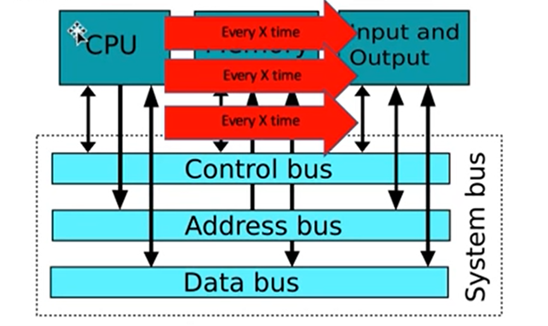 CPU
Memory
Input and
Output
Every X time
Every X time
Every X time
Control bus
Address bus
Data bus
System bus